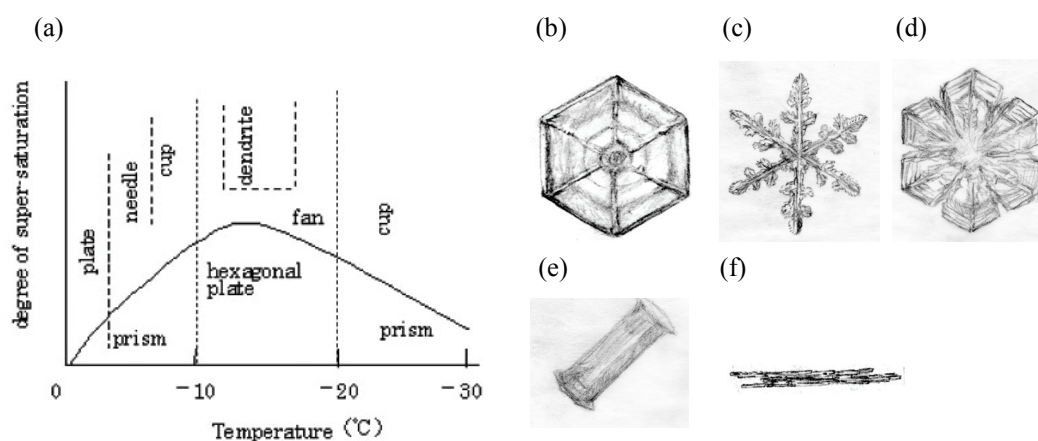 (a)
(b)
(c)
(d)
degree of super-saturation
plate
needle
cup
dendrite
fan
cup
hexagonal
plate
prism
prism
0
-10
-20
-30
Temperature (℃)
(e)
(f)